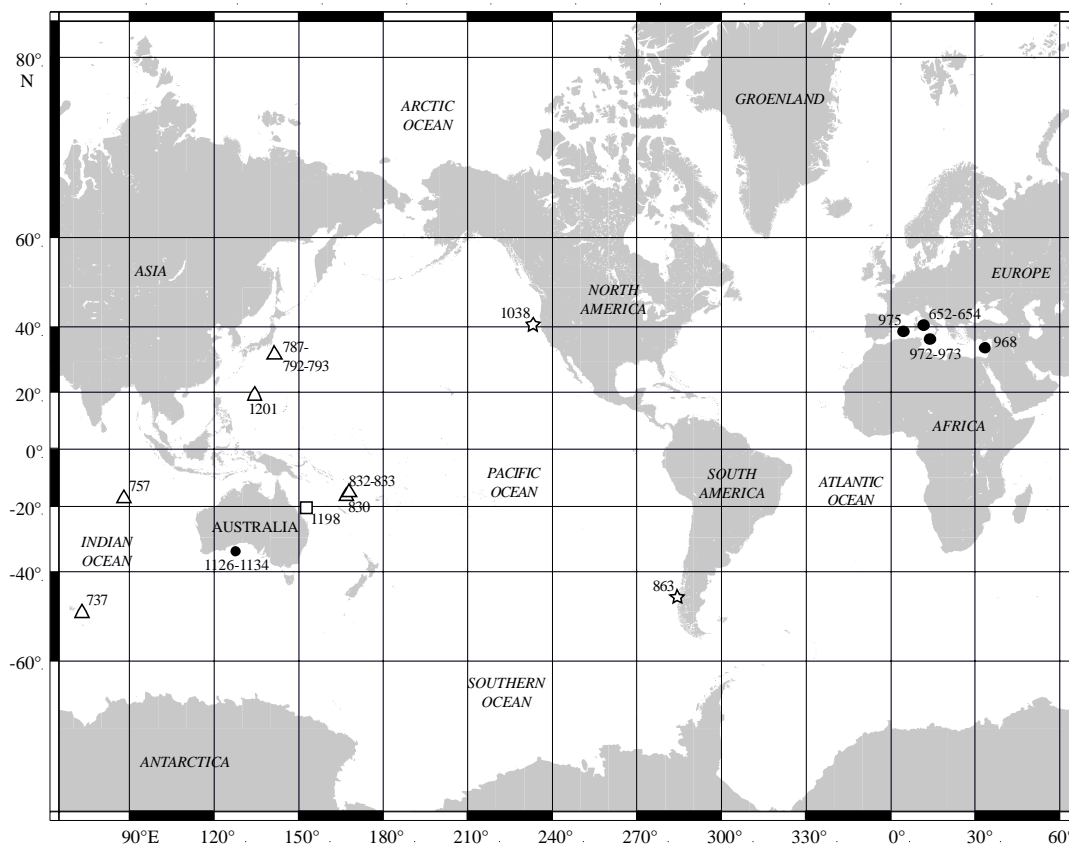 80°
N
ARCTIC
OCEAN
GROENLAND
60°
ASIA
NORTH
AMERICA
EUROPE
1038
975
652-654
40°
787-
792-793
972-973
968
20°
1201
AFRICA
0°
757
832-833
830
PACIFIC
OCEAN
SOUTH
AMERICA
ATLANTIC
OCEAN
-20°
1198
AUSTRALIA
INDIAN
OCEAN
1126-1134
-40°
737
863
-60°
SOUTHERN
OCEAN
ANTARCTICA
90°E 120° 150° 180° 210° 240° 270° 300° 330° 0° 30° 60°